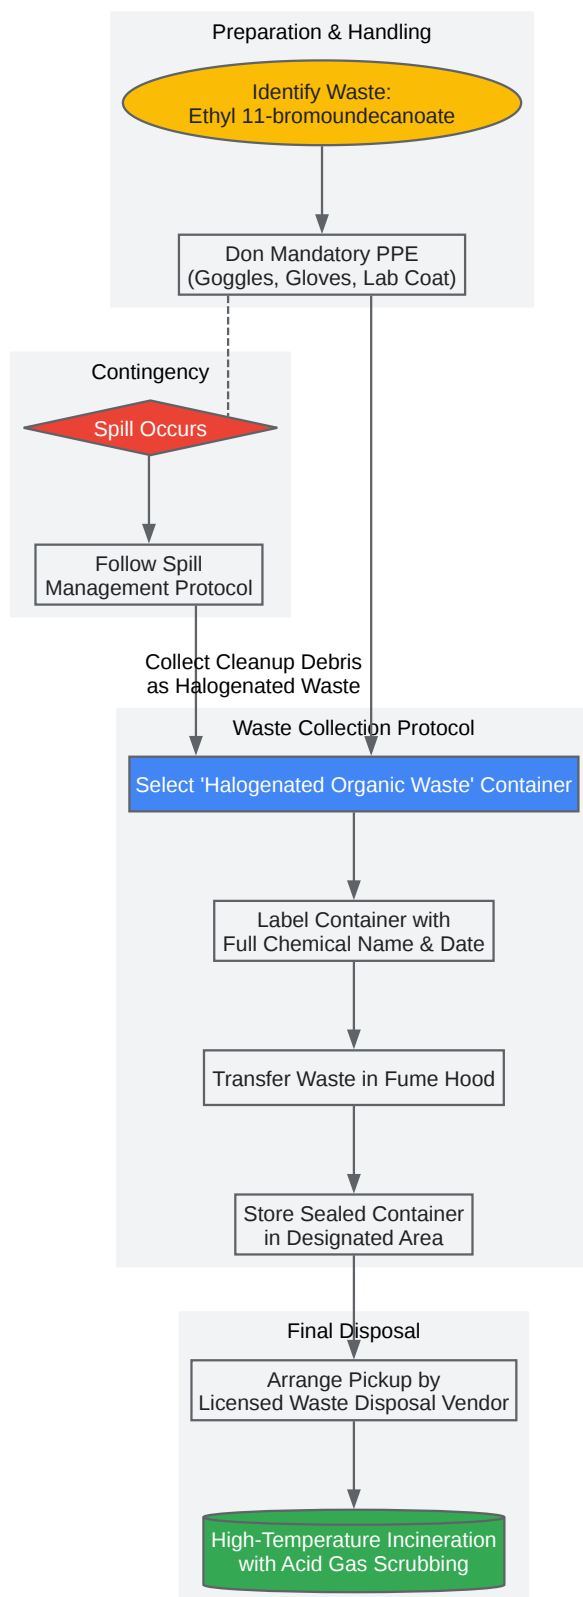 Preparation & Handling
Identify Waste:
Ethyl 11-bromoundecanoate
Don Mandatory PPE
(Goggles, Gloves, Lab Coat)
Contingency
Spill Occurs
Follow Spill
Management Protocol
Collect Cleanup Debris
as Halogenated Waste
Waste Collection Protocol
Select 'Halogenated Organic Waste' Container
Label Container with
Full Chemical Name & Date
Transfer Waste in Fume Hood
Store Sealed Container
in Designated Area
Final Disposal
Arrange Pickup by
Licensed Waste Disposal Vendor
High-Temperature Incineration
with Acid Gas Scrubbing